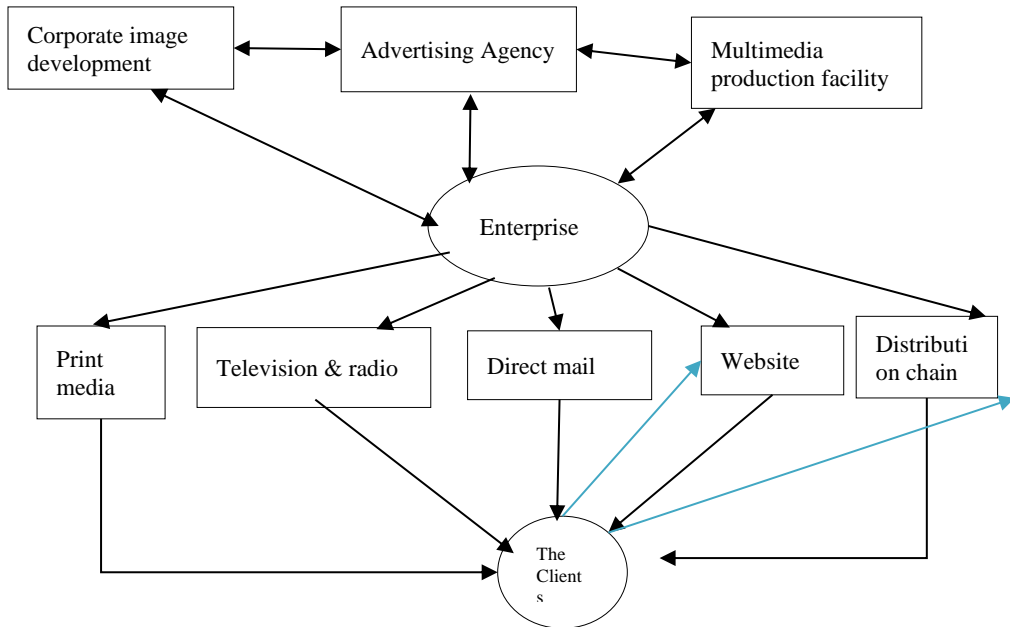 Corporate image
development
Advertising Agency
Multimedia
production facility
Enterprise
Print
media
Television & radio
Direct mail
Website
Distributi
on chain
The
Client
s